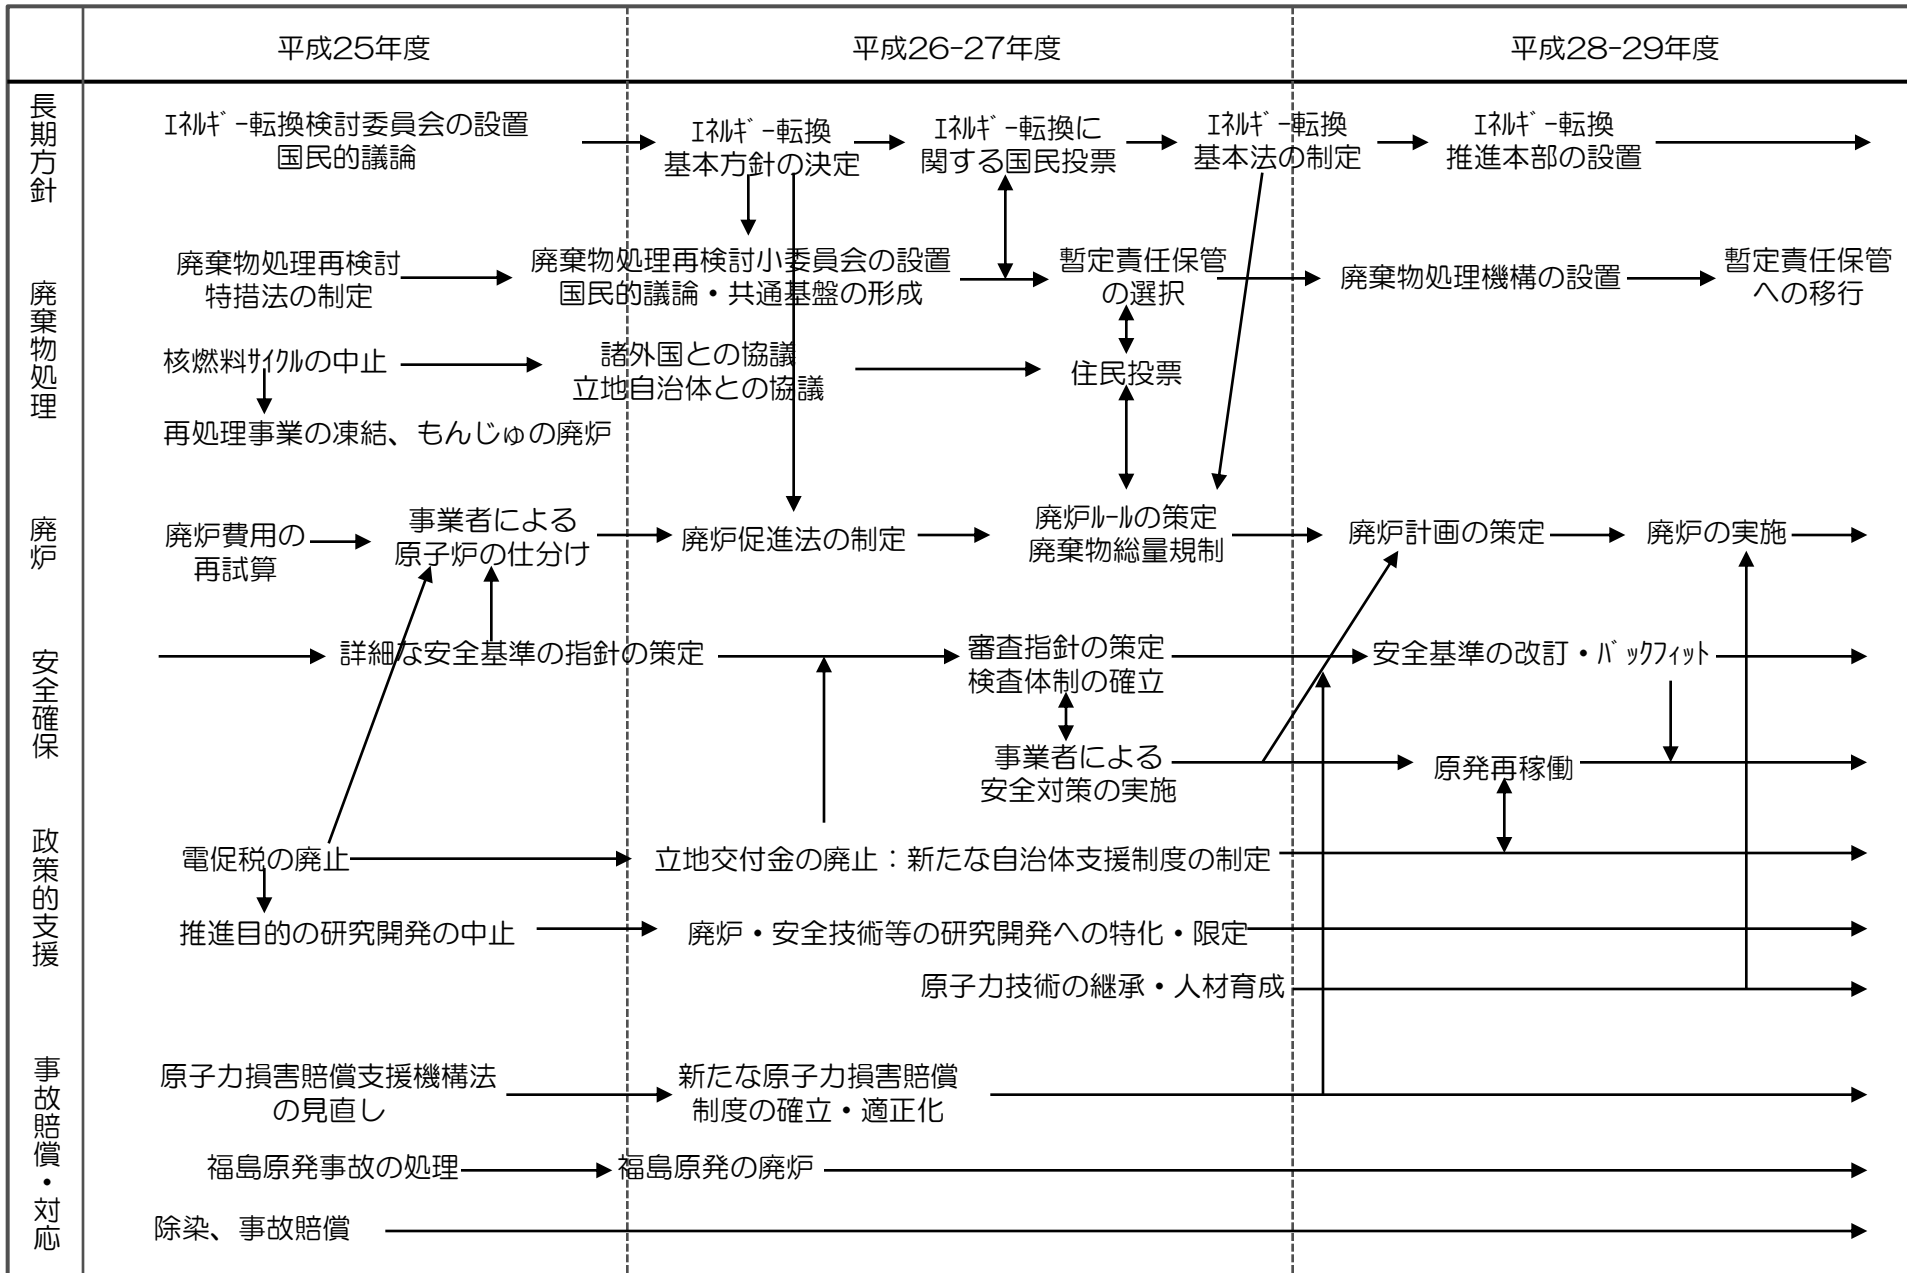 平成25年度
平成26-27年度
平成28-29年度
長期方針
ｴﾈﾙｷﾞｰ転換検討委員会の設置
国民的議論
ｴﾈﾙｷﾞｰ転換
基本方針の決定
ｴﾈﾙｷﾞｰ転換に
関する国民投票
ｴﾈﾙｷﾞｰ転換
基本法の制定
ｴﾈﾙｷﾞｰ転換
推進本部の設置
廃棄物処理
廃棄物処理再検討
特措法の制定
廃棄物処理再検討小委員会の設置
国民的議論・共通基盤の形成
暫定責任保管
の選択
廃棄物処理機構の設置
暫定責任保管
への移行
核燃料ｻｲｸﾙの中止
諸外国との協議
立地自治体との協議
住民投票
再処理事業の凍結、もんじゅの廃炉
廃炉
廃炉費用の
再試算
事業者による
原子炉の仕分け
廃炉促進法の制定
廃炉ﾙｰﾙの策定
廃棄物総量規制
廃炉計画の策定
廃炉の実施
安全確保
詳細な安全基準の指針の策定
審査指針の策定
検査体制の確立
安全基準の改訂・ﾊﾞｯｸﾌｨｯﾄ
事業者による
安全対策の実施
原発再稼働
政策的支援
電促税の廃止
立地交付金の廃止：新たな自治体支援制度の制定
推進目的の研究開発の中止
廃炉・安全技術等の研究開発への特化・限定
原子力技術の継承・人材育成
事故賠償・対応
原子力損害賠償支援機構法
の見直し
新たな原子力損害賠償
制度の確立・適正化
福島原発事故の処理
福島原発の廃炉
除染、事故賠償